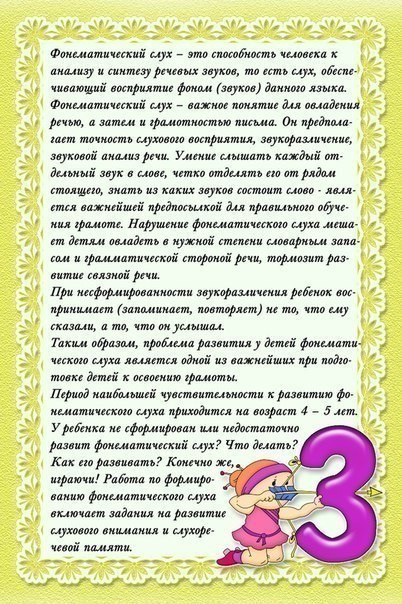 Фонематический слух – это способность человека к
анализу и синтезу речевых звуков, то есть слух, обеспе-
чивающий восприятие фоном (звуков) данного языка.
Фонематический слух – важное понятие для овладения
речью, а затем и грамотностью письма. Он предпола-
гает точность слухового восприятия, звукоразличение,
звуковой анализ речи. Умение слышать каждый от-
дельный звук в слове, четко отделять его от рядом
стоящего, знать из каких звуков состоит слово - явля-
ется важнейшей предпосылкой для правильного обуче-
ния грамоте. Нарушение фонематического слуха меша-
ет детям овладеть в нужной степени словарным запа-
сом и грамматической стороной речи, тормозит раз-
витие связной речи.
При несформированности звукоразличения ребенок вос-
принимает (запоминает, повторяет) не то, что ему
сказали, а то, что он услышал.
Таким образом, проблема развития у детей фонемати-
ческого слуха является одной из важнейших при подго-
товке детей к освоению грамоты.
Период наибольшей чувствительности к развитию фо-
нематического слуха приходится на возраст 4 – 5 лет.
У ребенка не сформирован или недостаточно
развит фонематический слух? Что делать?
Как его развивать? Конечно же,
играючи! Работа по формиро-
ванию фонематического слуха
включает задания на развитие
слухового внимания и слухоре-
чевой памяти.
3